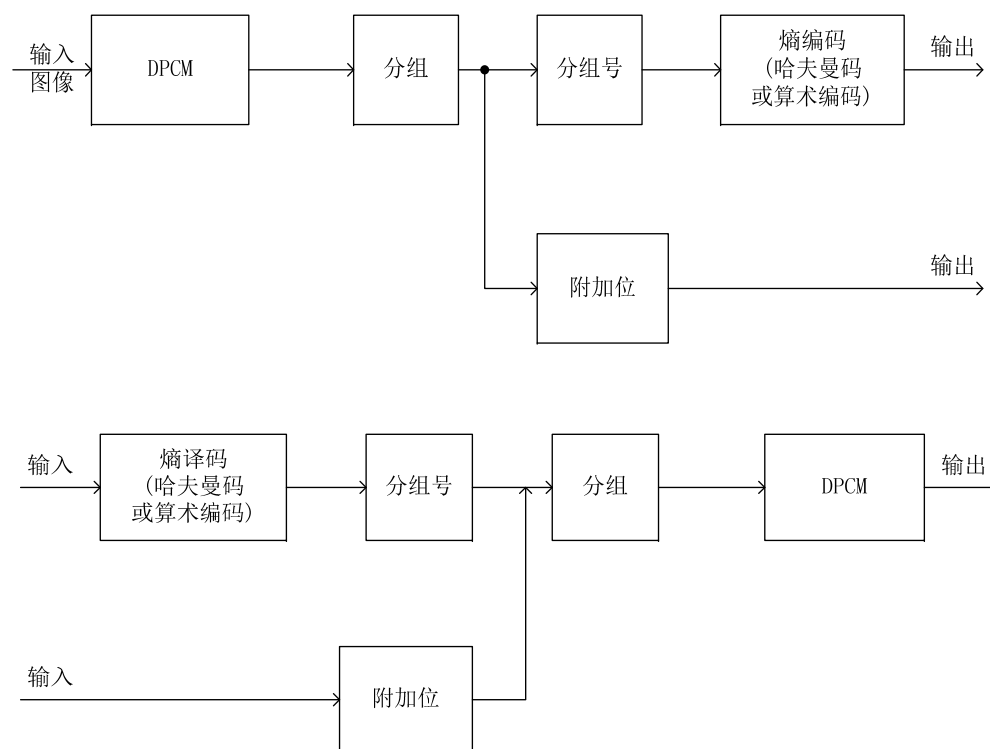 输入
图像
DPCM
分组
分组号
熵编码
(哈夫曼码
或算术编码)
输出
附加位
输出
输入
熵译码
(哈夫曼码
或算术编码)
分组号
分组
DPCM
输出
输入
附加位